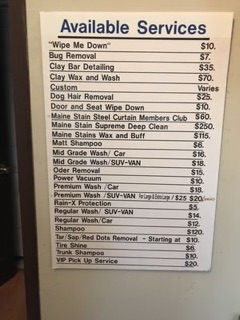 Available Services
"Wipe Me Down" $10.
Bug Removal $7.
Clay Bar Detailing $35.
Clay Wax and Wash $70.
Custom Varies
Dog Hair Removal $25.
Door and Seat Wipe Down $10.
Maine Stain Steel Curtain Members Club $60.
Maine Stain Supreme Deep Clean $250.
Maine Stains Wax and Buff $115.
Matt Shampoo $6.
Mid Grade Wash/ Car $16.
Mid Grade Wash/SUV-VAN $18.
Oder Removal $15.
Power Vacuum $10.
Premium Wash /Car $18.
Premium Wash /SUV-VAN For Large & Extra Large / $25 $20
Rain-X Protection $5.
Regular Wash/ SUV-VAN $14.
Regular Wash/Car $12.
Shampoo $120
Tar/Sap/Red Dots Removal - Starting at $10.
Tire Shine $6.
Trunk Shampoo $10.
VIP Pick Up Service $20.